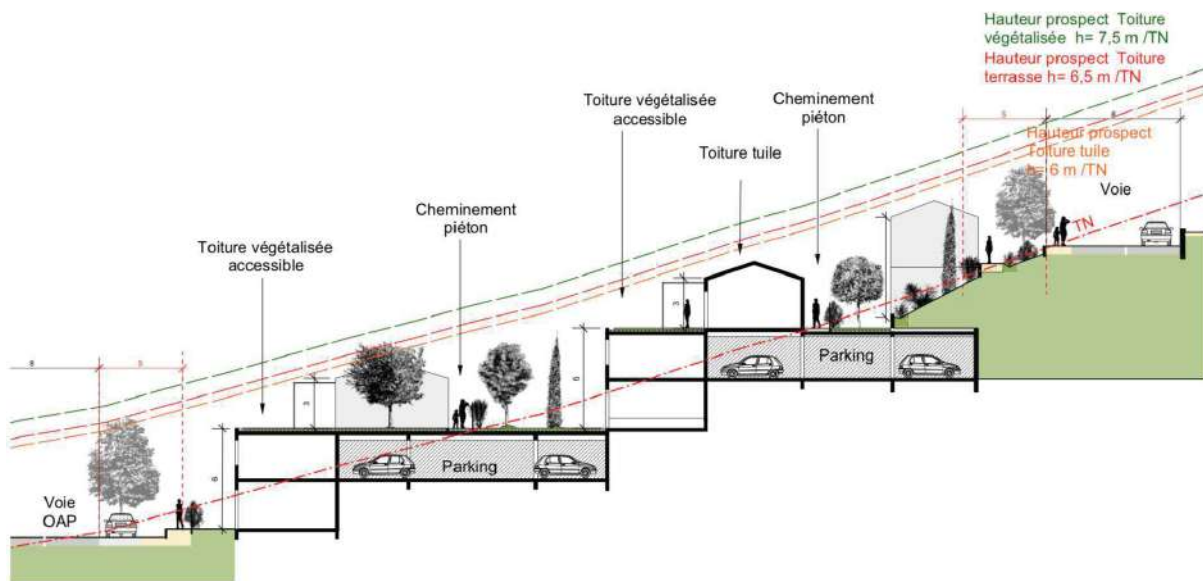 Hauteur prospect Toiture
végétalisée h= 7,5 m /TN
Hauteur prospect Toiture
terrasse h= 6,5 m /TN
Toiture végétalisée
accessible
Cheminement
piéton
5
8
Hauteur prospect
Toiture tuile
h= 6 m /TN
Toiture tuile
Voie
Cheminement
piéton
TN
Toiture végétalisée
accessible
3
Parking
8
5
6
3
Parking
6
Voie
OAP